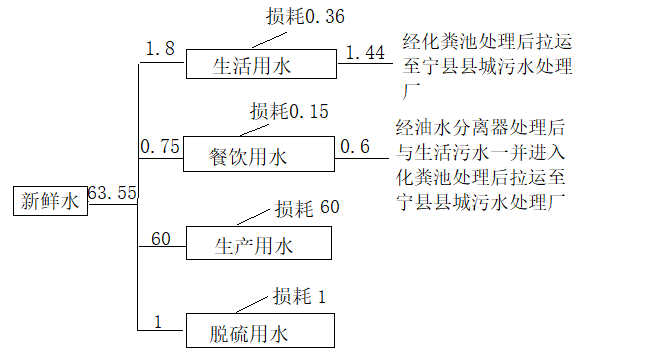 损耗0.36
1.8
生活用水
1.44
经化粪池处理后拉运
至宁县县城污水处理
厂
损耗0.15
0.75
餐饮用水
0.6
经油水分离器处理后
与生活污水一并进入
化粪池处理后拉运至
宁县县城污水处理厂
新鲜水
63.55
损耗 60
60
生产用水
损耗 1
1
脱硫用水